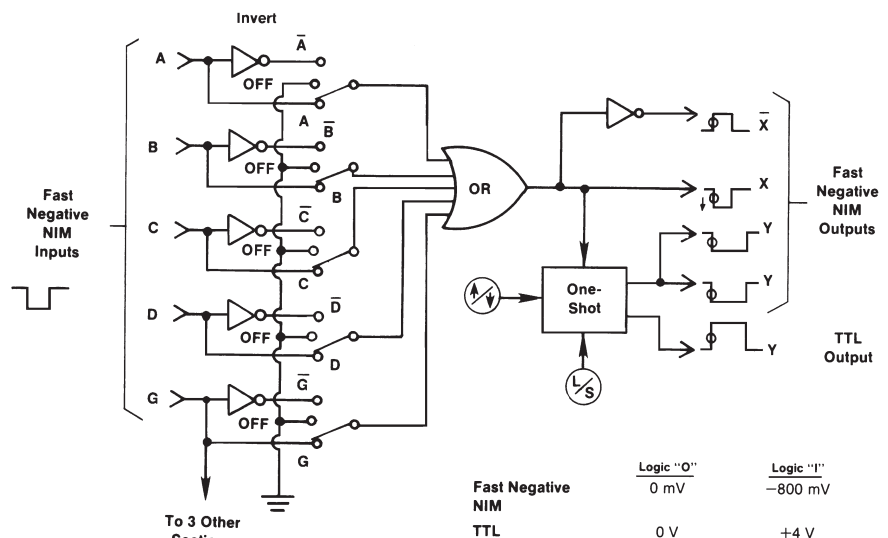 Invert
A
A
OFF
A
B
B
OFF
B
Fast
Negative
NIM
Inputs
C
C
OFF
C
D
D
OFF
D
G
G
OFF
G
To 3 Other
OR
X
X
Y
Y
Y
Fast
Negative
NIM
Outputs
One-
Shot
L/S
TTL
Output
Logic "O" Logic "I"
Fast Negative
NIM 0 mV −800 mV
TTL 0 V +4 V